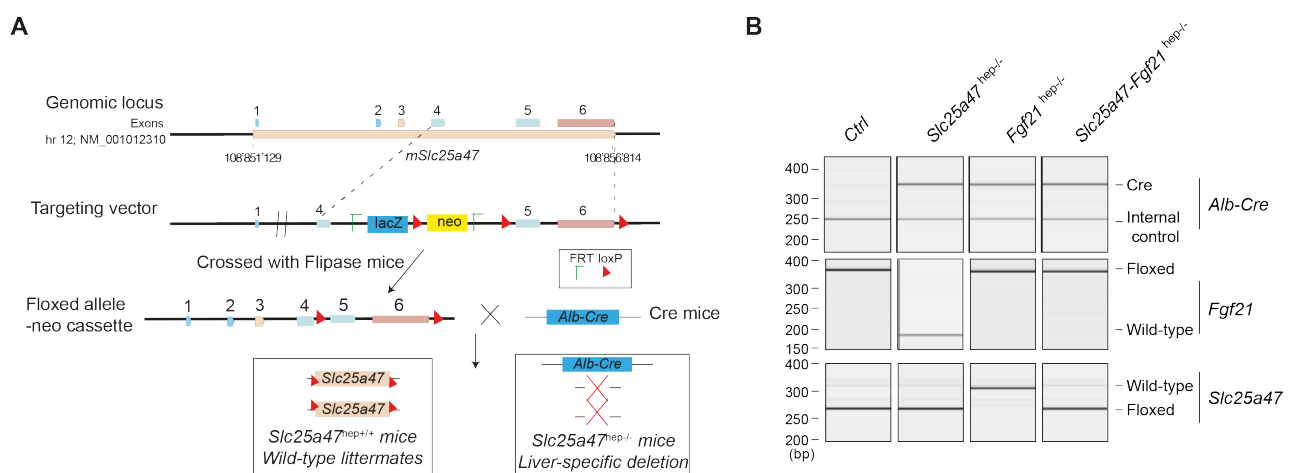 A
Genomic locus
Exons
hr 12; NM_001012310
1
2
3
4
5
6
108'851'129
mSlc25a47
108'856'814
Targeting vector
1
4
lacZ
neo
5
6
Crossed with Flipase mice
FRT loxP
Floxed allele
-neo cassette
1
2
3
4
5
6
Alb-Cre
Cre mice
Slc25a47
Slc25a47
Slc25a47hep+/+ mice
Wild-type littermates
Alb-Cre
Slc25a47hep-/- mice
Liver-specific deletion
B
Ctrl
Slc25a47hep-/-
Fgf21hep-/-
Slc25a47-Fgf21hep-/-
400
300
250
200
Cre
Internal
control
Alb-Cre
400
300
200
150
Floxed
Wild-type
Fgf21
400
300
250
200
(bp)
Wild-type
Floxed
Slc25a47